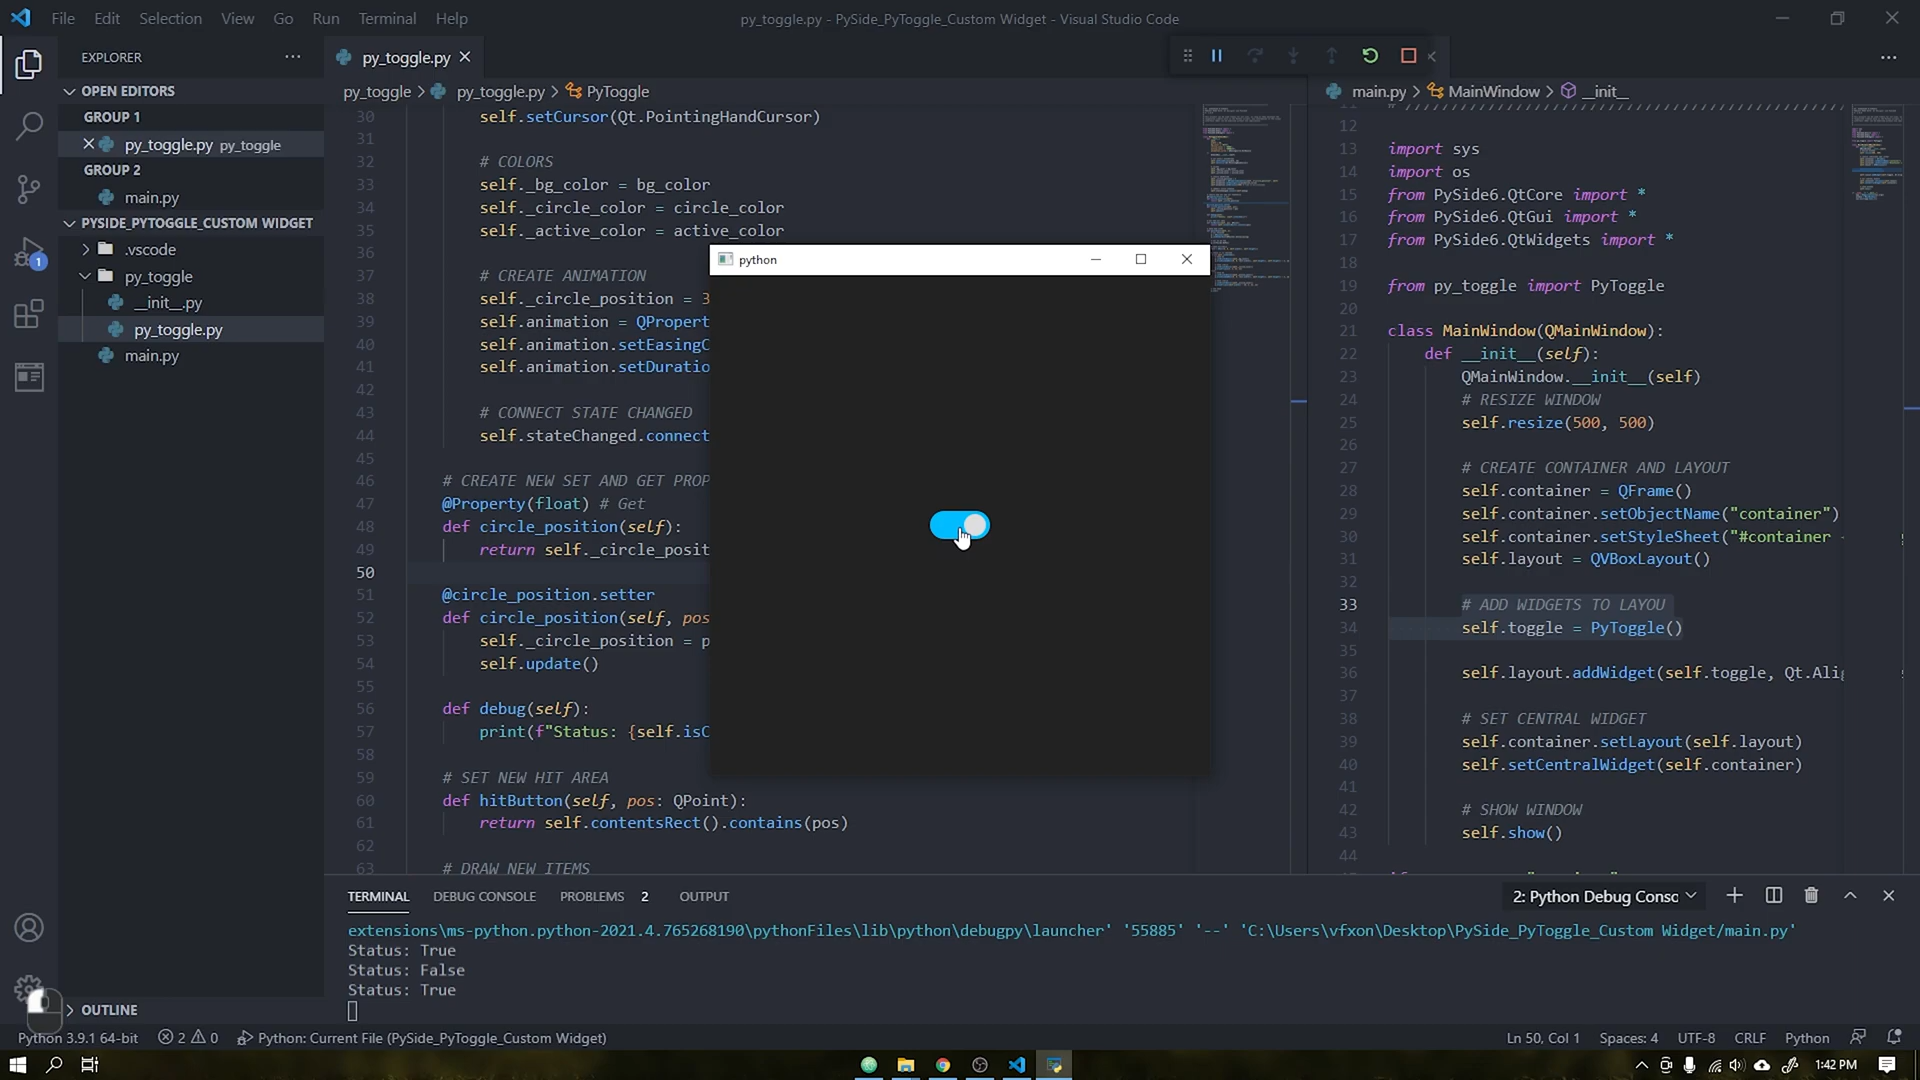 File Edit Selection View Go Run Terminal Help
py_toggle.py - PySide_PyToggle_Custom Widget - Visual Studio Code
EXPLORER
OPEN EDITORS
GROUP 1
py_toggle.py py_toggle
GROUP 2
main.py
PYSIDE_PYTOGGLE_CUSTOM WIDGET
.vscode
py_toggle
__init__.py
py_toggle.py
main.py
OUTLINE
1
py_toggle.py
py_toggle > py_toggle.py > PyToggle
30 self.setCursor(Qt.PointingHandCursor)
31
32 # COLORS
33 self._bg_color = bg_color
34 self._circle_color = circle_color
35 self._active_color = active_color
36
37 # CREATE ANIMATION
38 self._circle_position = 3
39 self.animation = QPropert
40 self.animation.setEasingC
41 self.animation.setDuratio
42
43 # CONNECT STATE CHANGED
44 self.stateChanged.connect
45
46 # CREATE NEW SET AND GET PROP
47 @Property(float) # Get
48 def circle_position(self):
49 return self._circle_posit
50
51 @circle_position.setter
52 def circle_position(self, pos
53 self._circle_position = p
54 self.update()
55
56 def debug(self):
57 print(f"Status: {self.isC
58
59 # SET NEW HIT AREA
60 def hitButton(self, pos: QPoint):
61 return self.contentsRect().contains(pos)
62
63 # DRAW NEW ITEMS
python
main.py > MainWindow > __init__
12
13 import sys
14 import os
15 from PySide6.QtCore import *
16 from PySide6.QtGui import *
17 from PySide6.QtWidgets import *
18
19 from py_toggle import PyToggle
20
21 class MainWindow(QMainWindow):
22 def __init__(self):
23 QMainWindow.__init__(self)
24 # RESIZE WINDOW
25 self.resize(500, 500)
26
27 # CREATE CONTAINER AND LAYOUT
28 self.container = QFrame()
29 self.container.setObjectName("container")
30 self.container.setStyleSheet("#container
31 self.layout = QVBoxLayout()
32
33 # ADD WIDGETS TO LAYOU
34 self.toggle = PyToggle()
35
36 self.layout.addWidget(self.toggle, Qt.Ali
37
38 # SET CENTRAL WIDGET
39 self.container.setLayout(self.layout)
40 self.setCentralWidget(self.container)
41
42 # SHOW WINDOW
43 self.show()
44
TERMINAL DEBUG CONSOLE PROBLEMS 2 OUTPUT
2: Python Debug Consc
extensions\ms-python.python-2021.4.765268190\pythonFiles\lib\python\debugpy\launcher' '55885' '--' 'C:\Users\vfxon\Desktop\PySide_PyToggle_Custom Widget/main.py'
Status: True
Status: False
Status: True
Python 3.9.1 64-bit 2 0 Python: Current File (PySide_PyToggle_Custom Widget)
Ln 50, Col 1 Spaces: 4 UTF-8 CRLF Python
1:42 PM